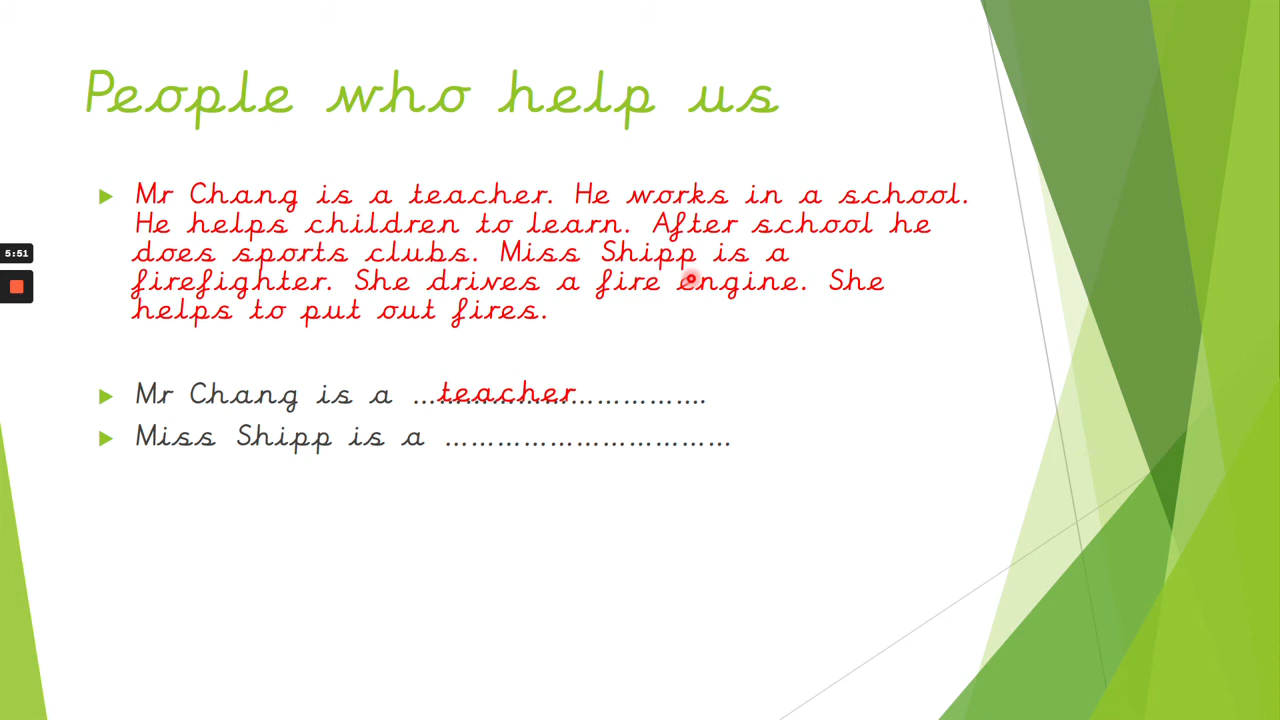 People who help us
Mr Chang is a teacher. He works in a school.
He helps children to learn. After school he
does sports clubs. Miss Shipp is a
firefighter. She drives a fire engine. She
helps to put out fires.
5:51
Mr Chang is a ...teacher..............
Miss Shipp is a .................................